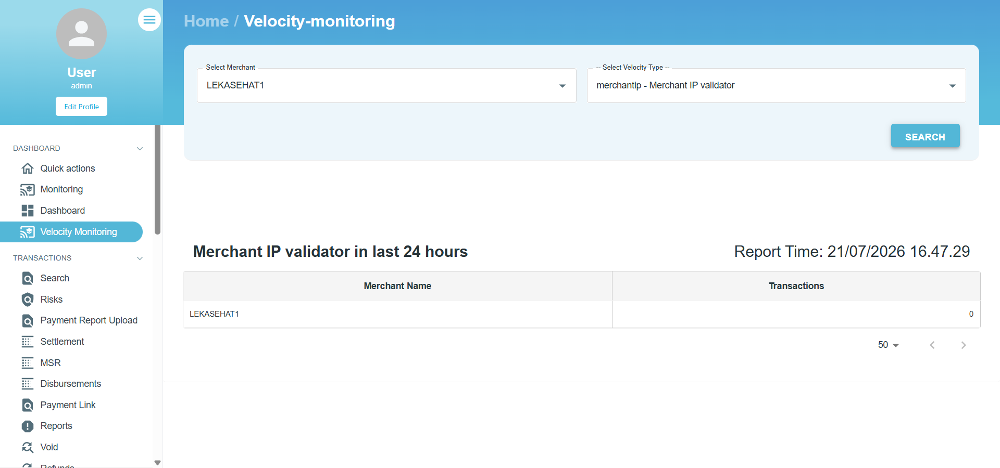 User
admin
Edit Profile
DASHBOARD
Quick actions
Monitoring
Dashboard
Velocity Monitoring
TRANSACTIONS
Search
Risks
Payment Report Upload
Settlement
MSR
Disbursements
Payment Link
Reports
Void
Refunds
Home / Velocity-monitoring
Select Merchant
LEKASEHAT1
-- Select Velocity Type --
merchantip - Merchant IP validator
SEARCH
Merchant IP validator in last 24 hours
Report Time: 21/07/2026 16.47.29
Merchant Name
Transactions
LEKASEHAT1
0
50